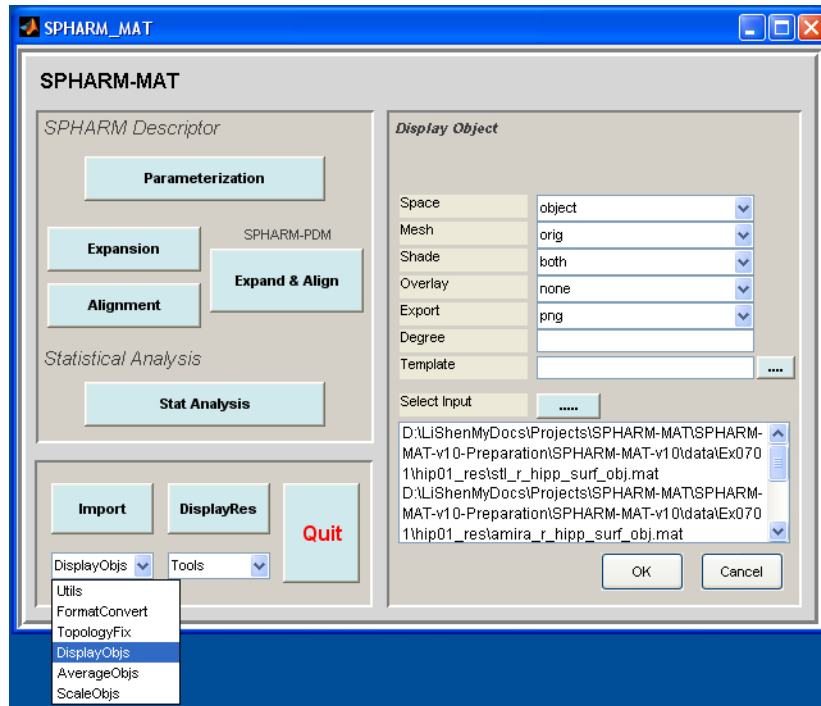 SPHARM_MAT
SPHARM-MAT
SPHARM Descriptor
Parameterization
Expansion
SPHARM-PDM
Expand & Align
Alignment
Statistical Analysis
Stat Analysis
Import
DisplayRes
Quit
DisplayObjs
Tools
Utils
FormatConvert
TopologyFix
DisplayObjs
AverageObjs
ScaleObjs
Display Object
Space
object
Mesh
orig
Shade
both
Overlay
none
Export
png
Degree
Template
....
Select Input
.....
D:\LiShenMyDocs\Projects\SPHARM-MAT\SPHARM-
MAT-v10-Preparation\SPHARM-MAT-v10\data\Ex070
1\hip01_res\stl_r_hipp_surf_obj.mat
D:\LiShenMyDocs\Projects\SPHARM-MAT\SPHARM-
MAT-v10-Preparation\SPHARM-MAT-v10\data\Ex070
1\hip01_res\amira_r_hipp_surf_obj.mat
OK
Cancel